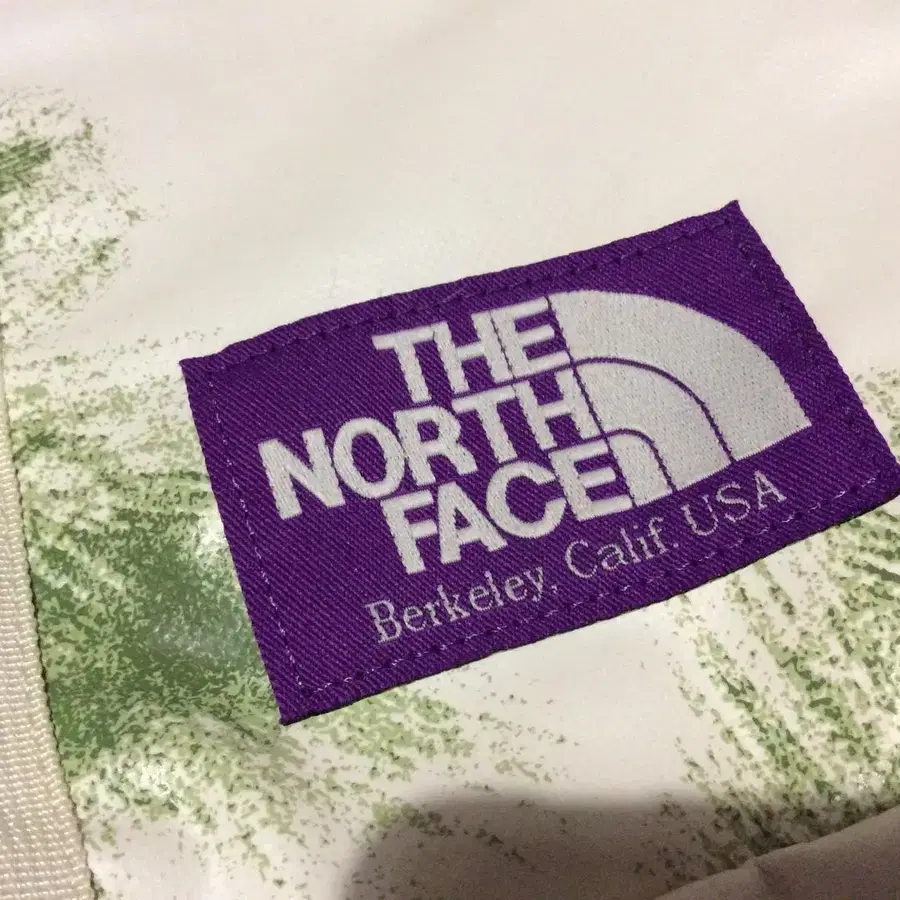 THE
NORTH
FACE
Berkeley, Calif. USA